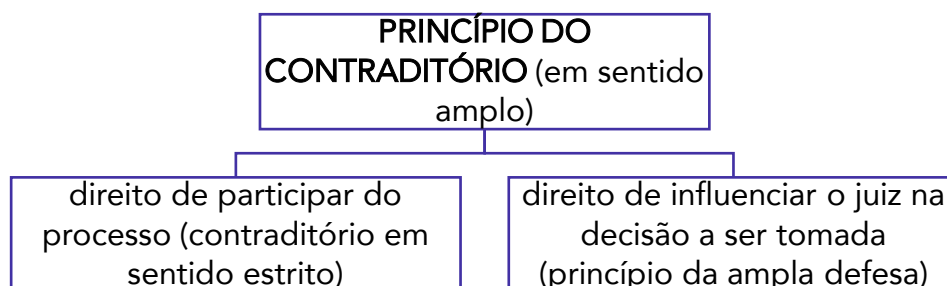 PRINCÍPIO DO
CONTRADITÓRIO (em sentido
amplo)
direito de participar do
processo (contraditório em
sentido estrito)
direito de influenciar o juiz na
decisão a ser tomada
(princípio da ampla defesa)